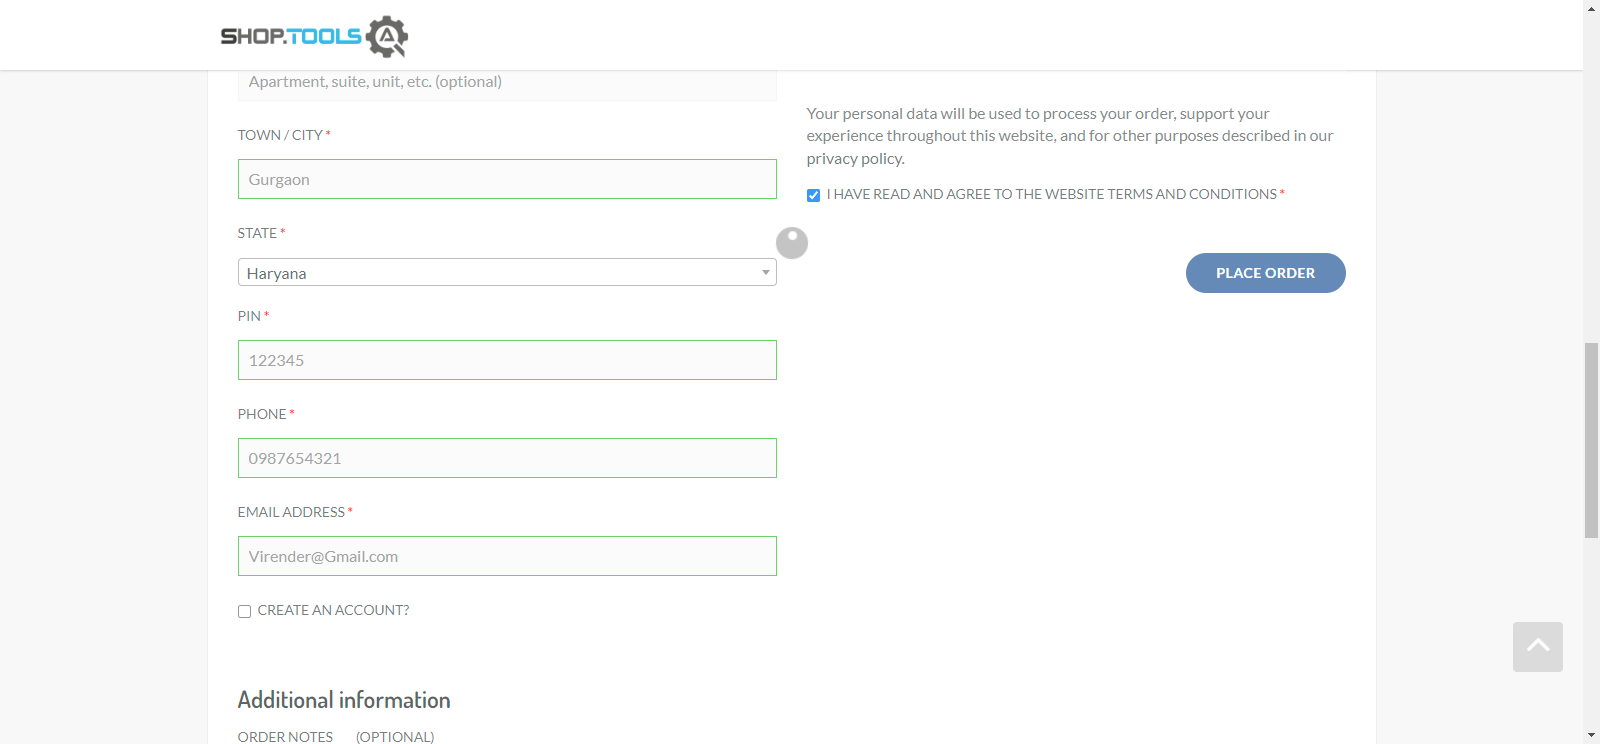 SHOP.TOOLS
Apartment, suite, unit, etc. (optional)
TOWN / CITY *
Gurgaon
STATE *
Haryana
PIN *
122345
PHONE *
0987654321
EMAIL ADDRESS *
Virender@Gmail.com
CREATE AN ACCOUNT?
Additional information
ORDER NOTES (OPTIONAL)
Your personal data will be used to process your order, support your
experience throughout this website, and for other purposes described in our
privacy policy.
I HAVE READ AND AGREE TO THE WEBSITE TERMS AND CONDITIONS *
PLACE ORDER